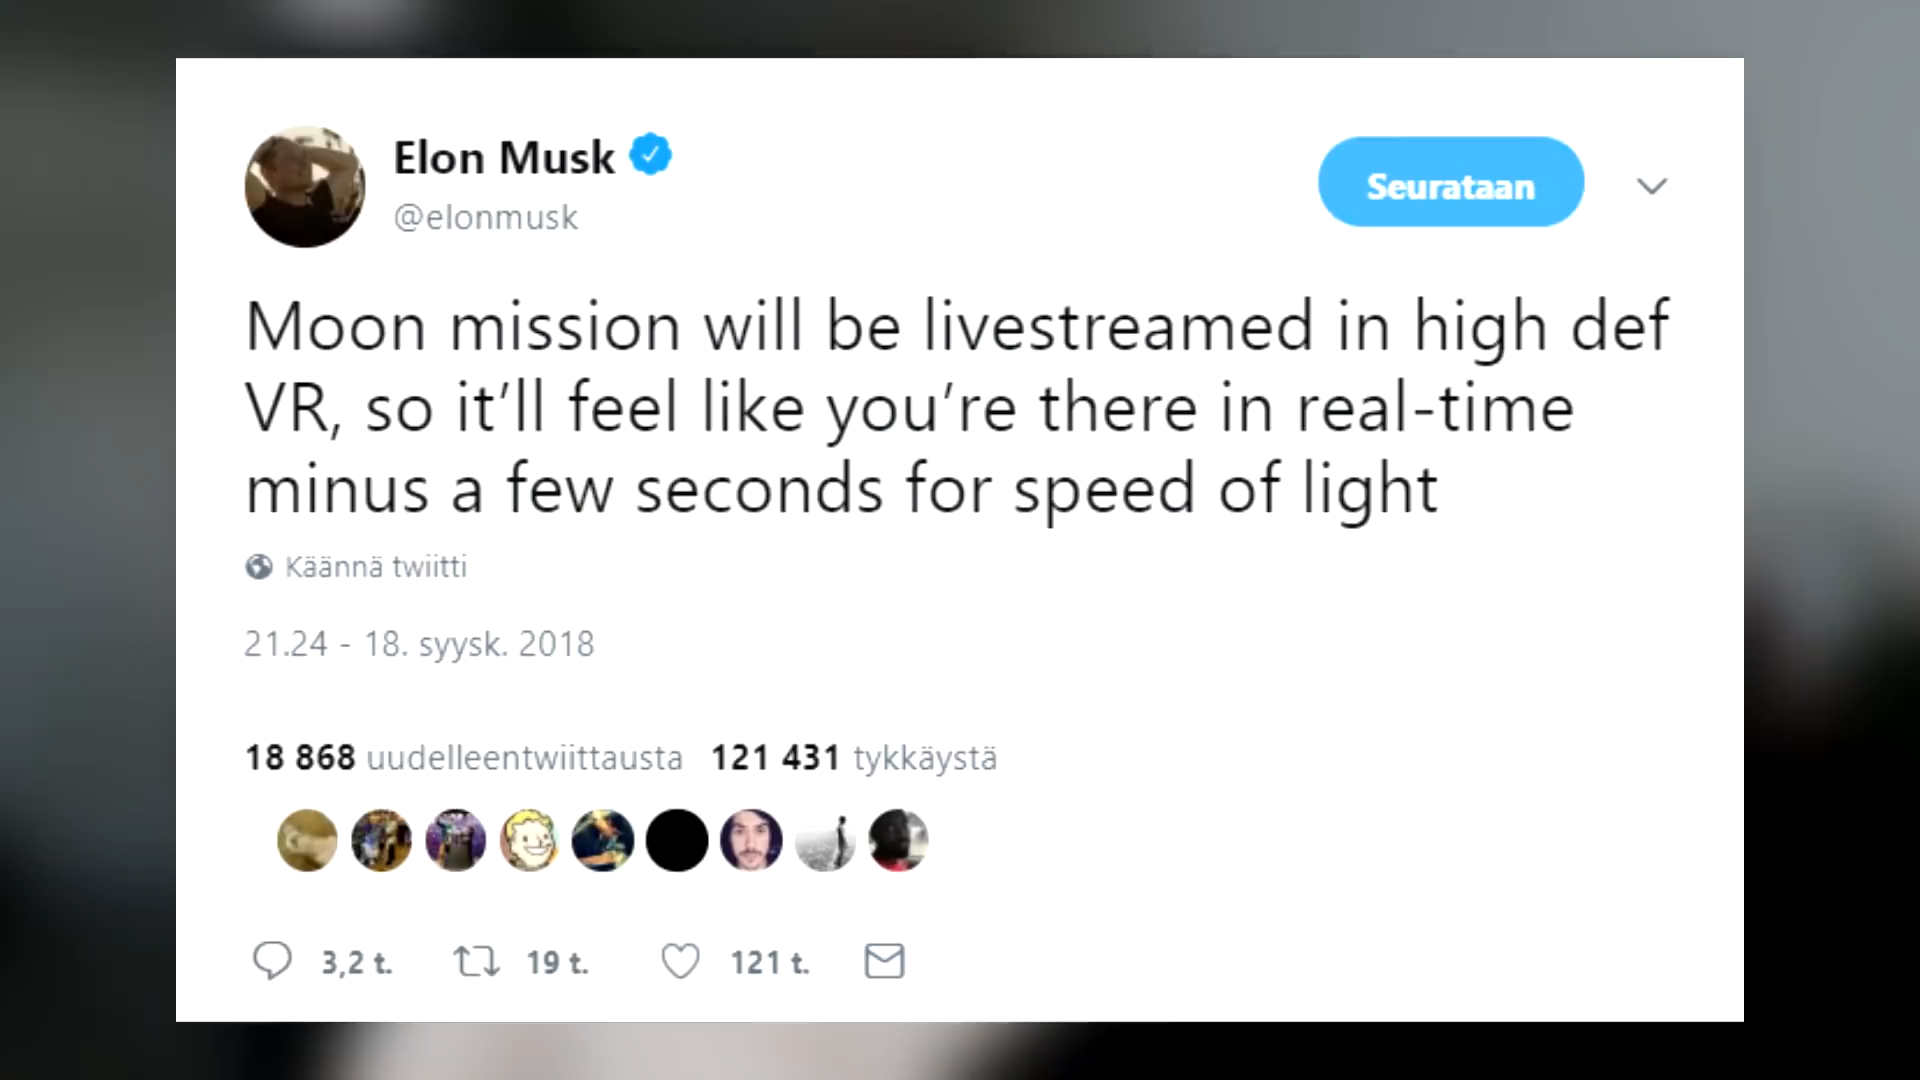 Elon Musk
@elonmusk
Seurataan
Moon mission will be livestreamed in high def
VR, so it’ll feel like you’re there in real-time
minus a few seconds for speed of light
Käännä twiitti
21.24 - 18. syysk. 2018
18 868 uudelleentwiittausta 121 431 tykkäystä
3,2 t. 19 t. 121 t.